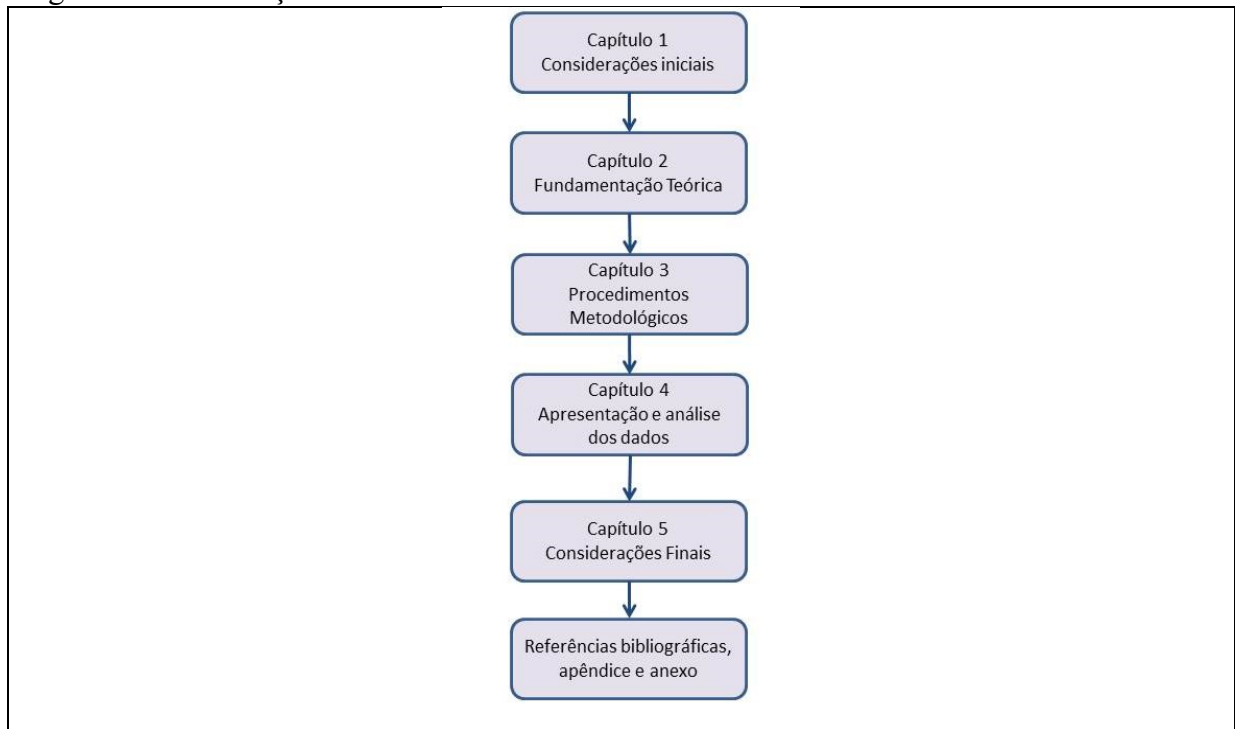 Capítulo 1
Considerações iniciais
Capítulo 2
Fundamentação Teórica
Capítulo 3
Procedimentos
Metodológicos
Capítulo 4
Apresentação e análise
dos dados
Capítulo 5
Considerações Finais
Referências bibliográficas,
apêndice e anexo